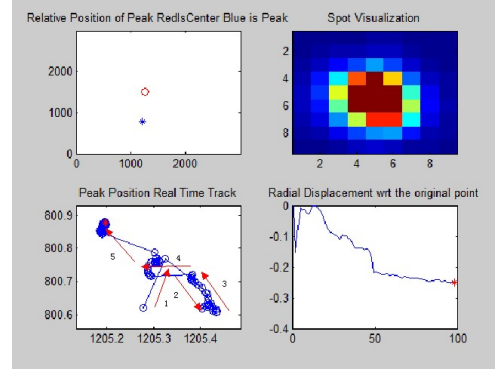 Relative Position of Peak RedIsCenter Blue is Peak
Spot Visualization
3000
2000
1000
0
0 1000 2000
2
4
6
8
2 4 6 8
Peak Position Real Time Track
Radial Displacement wrt the original point
800.9
800.8
800.7
800.6
1205.2 1205.3 1205.4
5
4
3
2
1
0
-0.1
-0.2
-0.3
-0.4
0 50 100